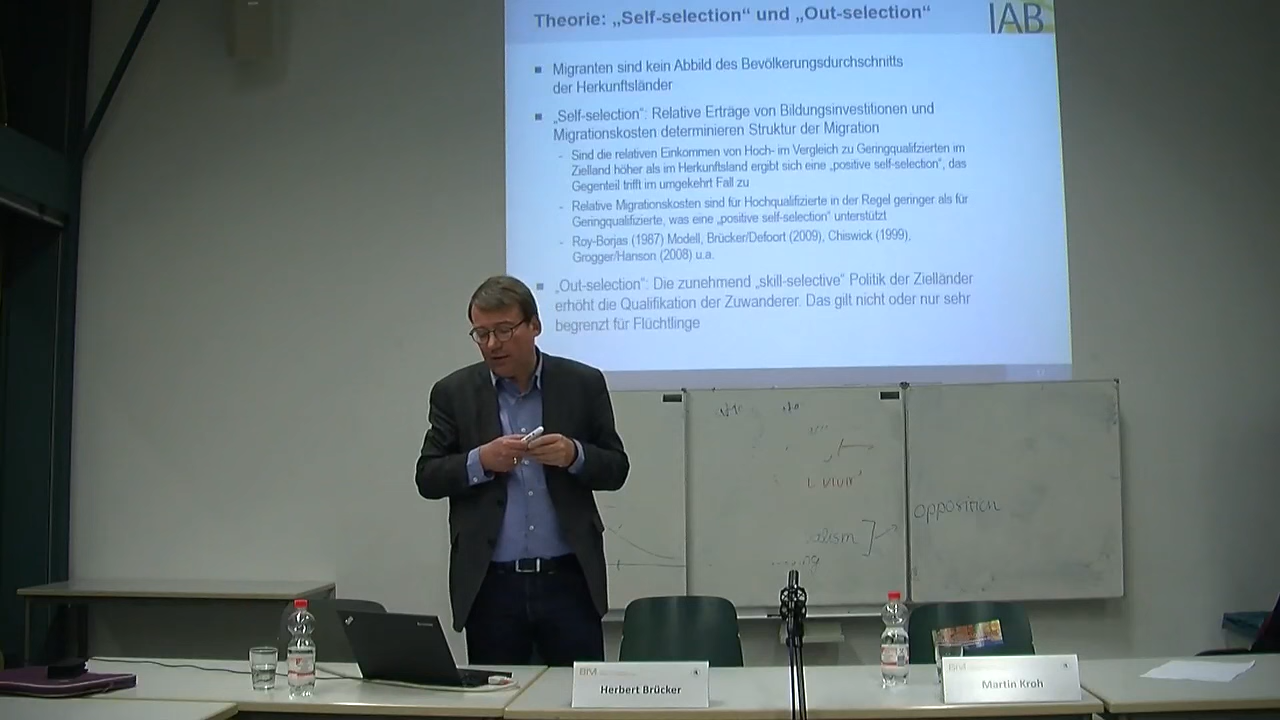 Theorie: „Self-selection“ und „Out-selection“
IAB
▪ Migranten sind kein Abbild des Bevölkerungsdurchschnitts
der Herkunftsländer
▪ „Self-selection“: Relative Erträge von Bildungsinvestitionen und
Migrationskosten determinieren Struktur der Migration
- Sind die relativen Einkommen von Hoch- im Vergleich zu Geringqualifzierten im
Zielland höher als im Herkunftsland ergibt sich eine „positive self-selection“, das
Gegenteil trifft im umgekehrt Fall zu
- Relative Migrationskosten sind für Hochqualifizierte in der Regel geringer als für
Geringqualifizierte, was eine „positive self-selection“ unterstützt
- Roy-Borjas (1987) Modell, Brücker/Defoort (2009), Chiswick (1999),
Grogger/Hanson (2008) u.a.
▪ „Out-selection“: Die zunehmend „skill-selective“ Politik der Zielländer
erhöht die Qualifikation der Zuwanderer. Das gilt nicht oder nur sehr
begrenzt für Flüchtlinge
opposition
BIM
Herbert Brücker
BIM
Martin Kroh